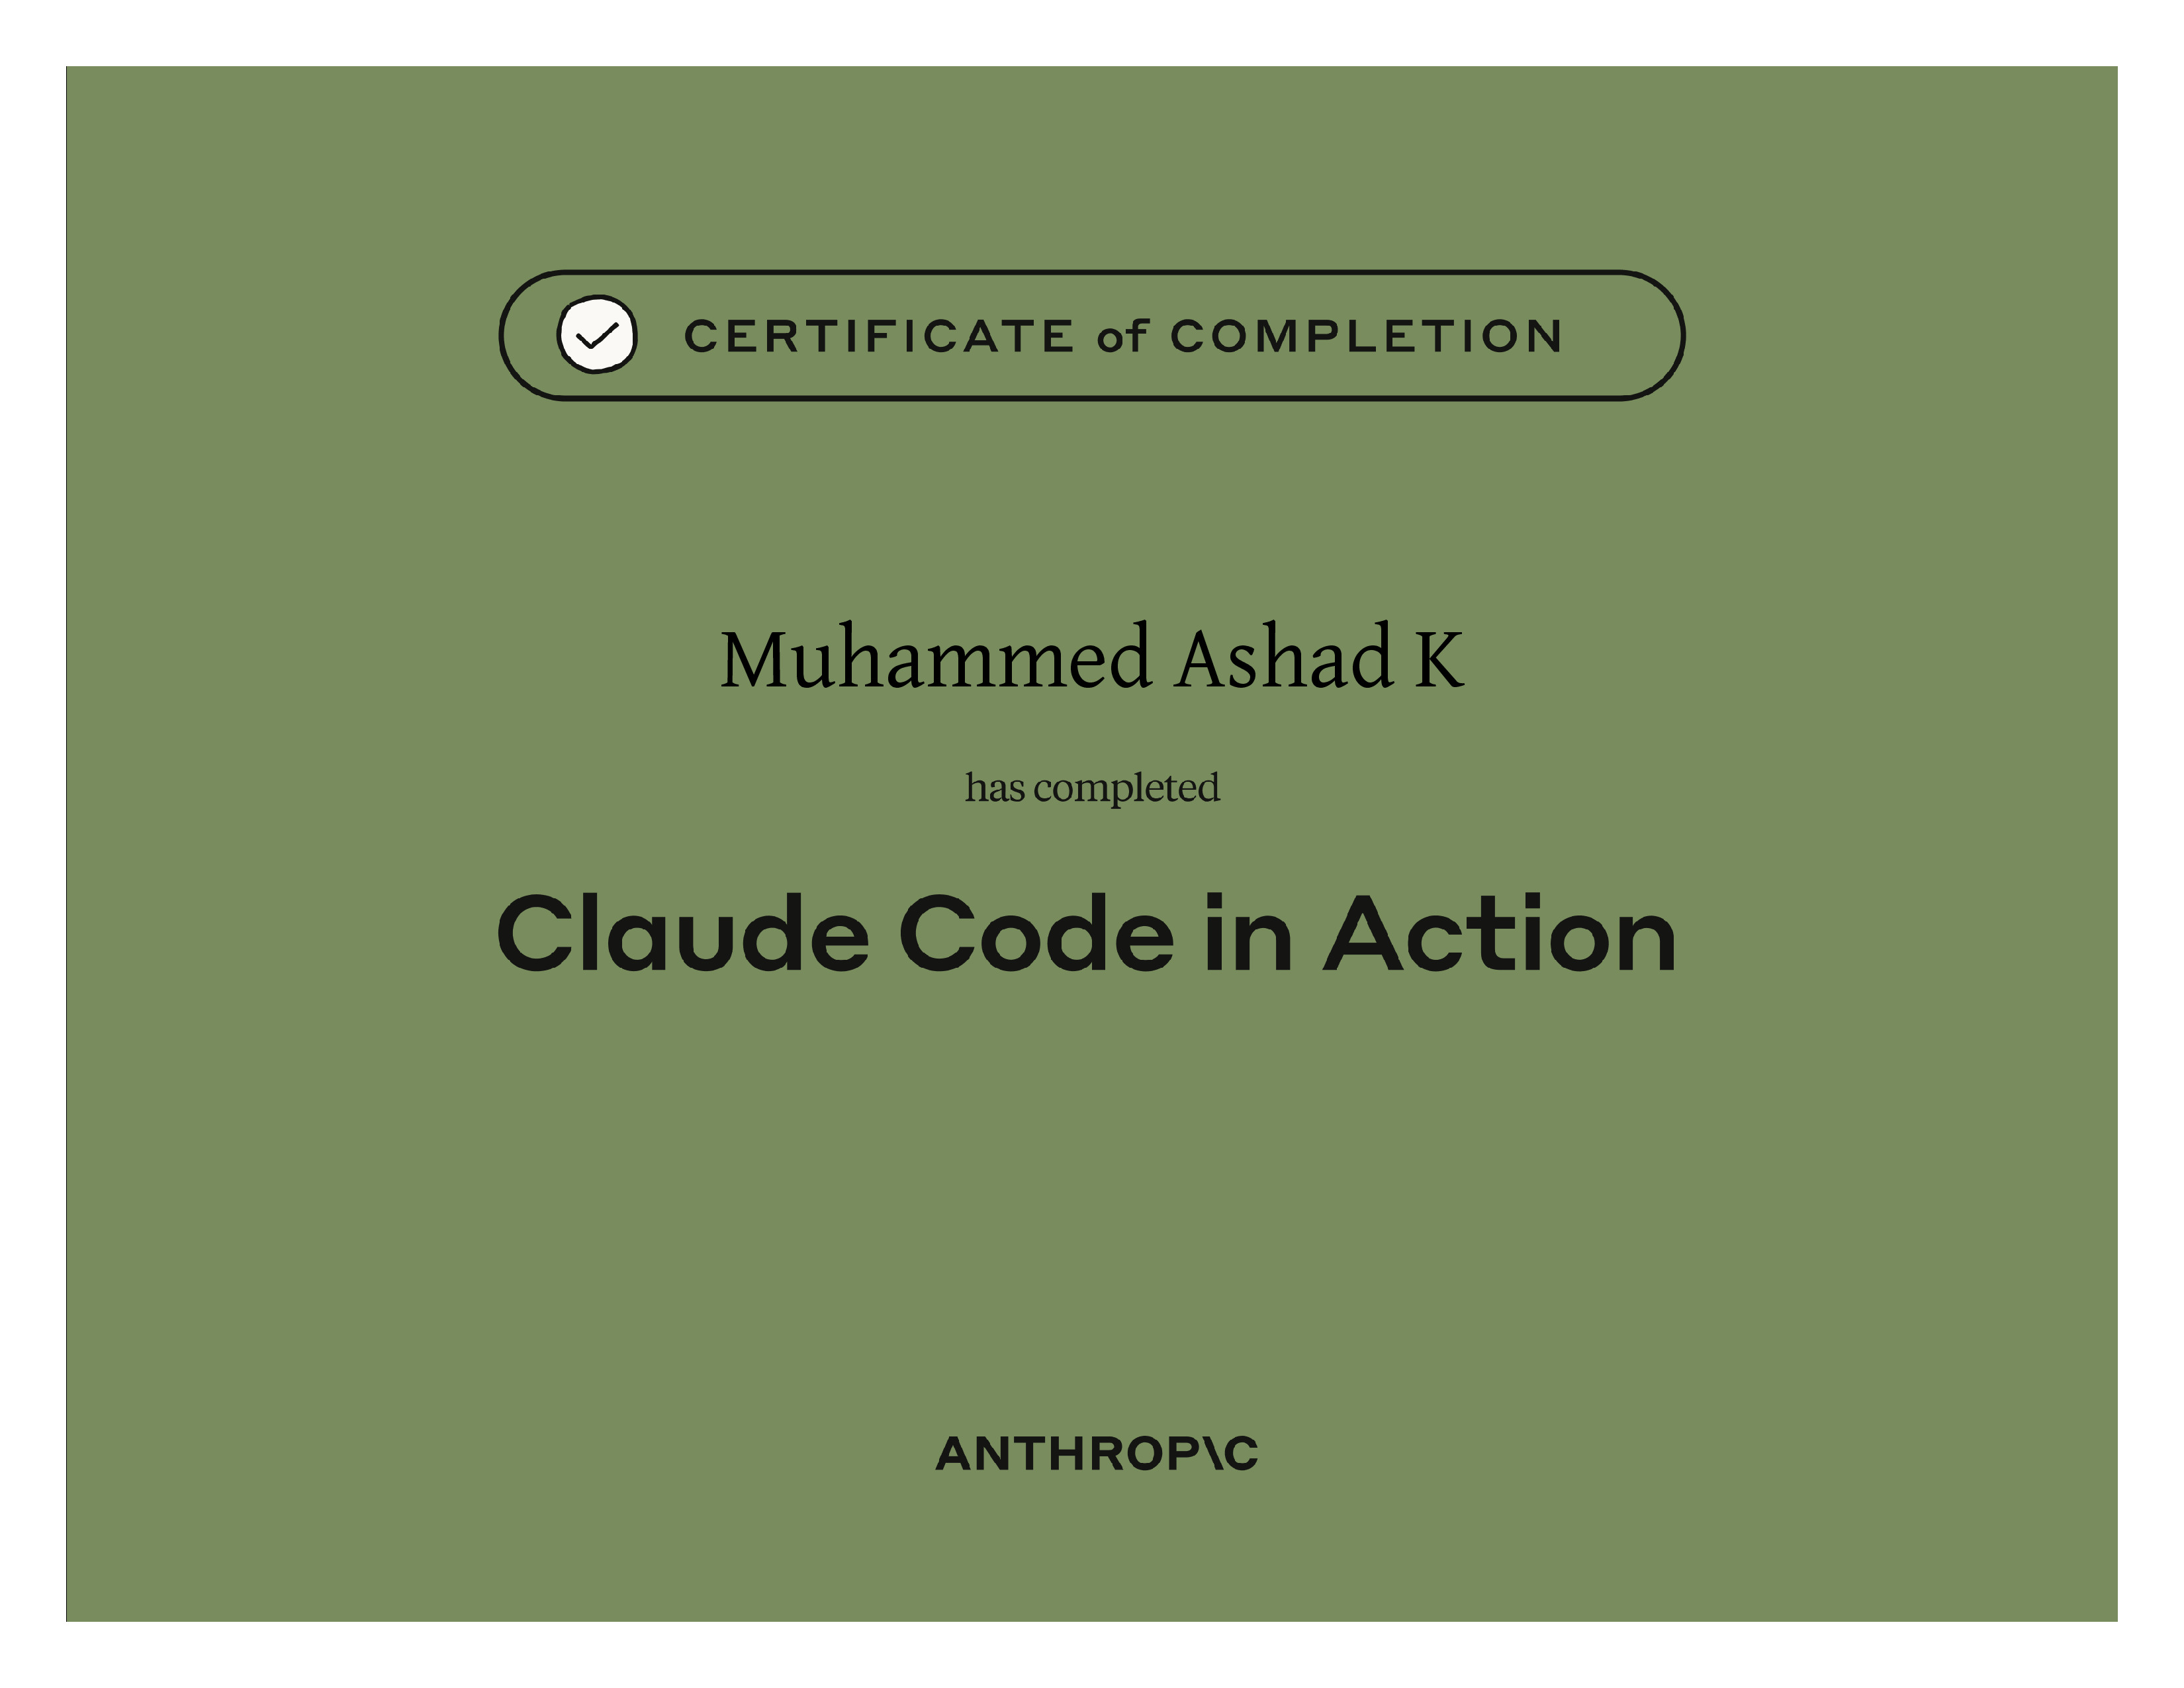 CERTIFICATE of COMPLETION
Muhammed Ashad K
has completed
Claude Code in Action
ANTHROP\C